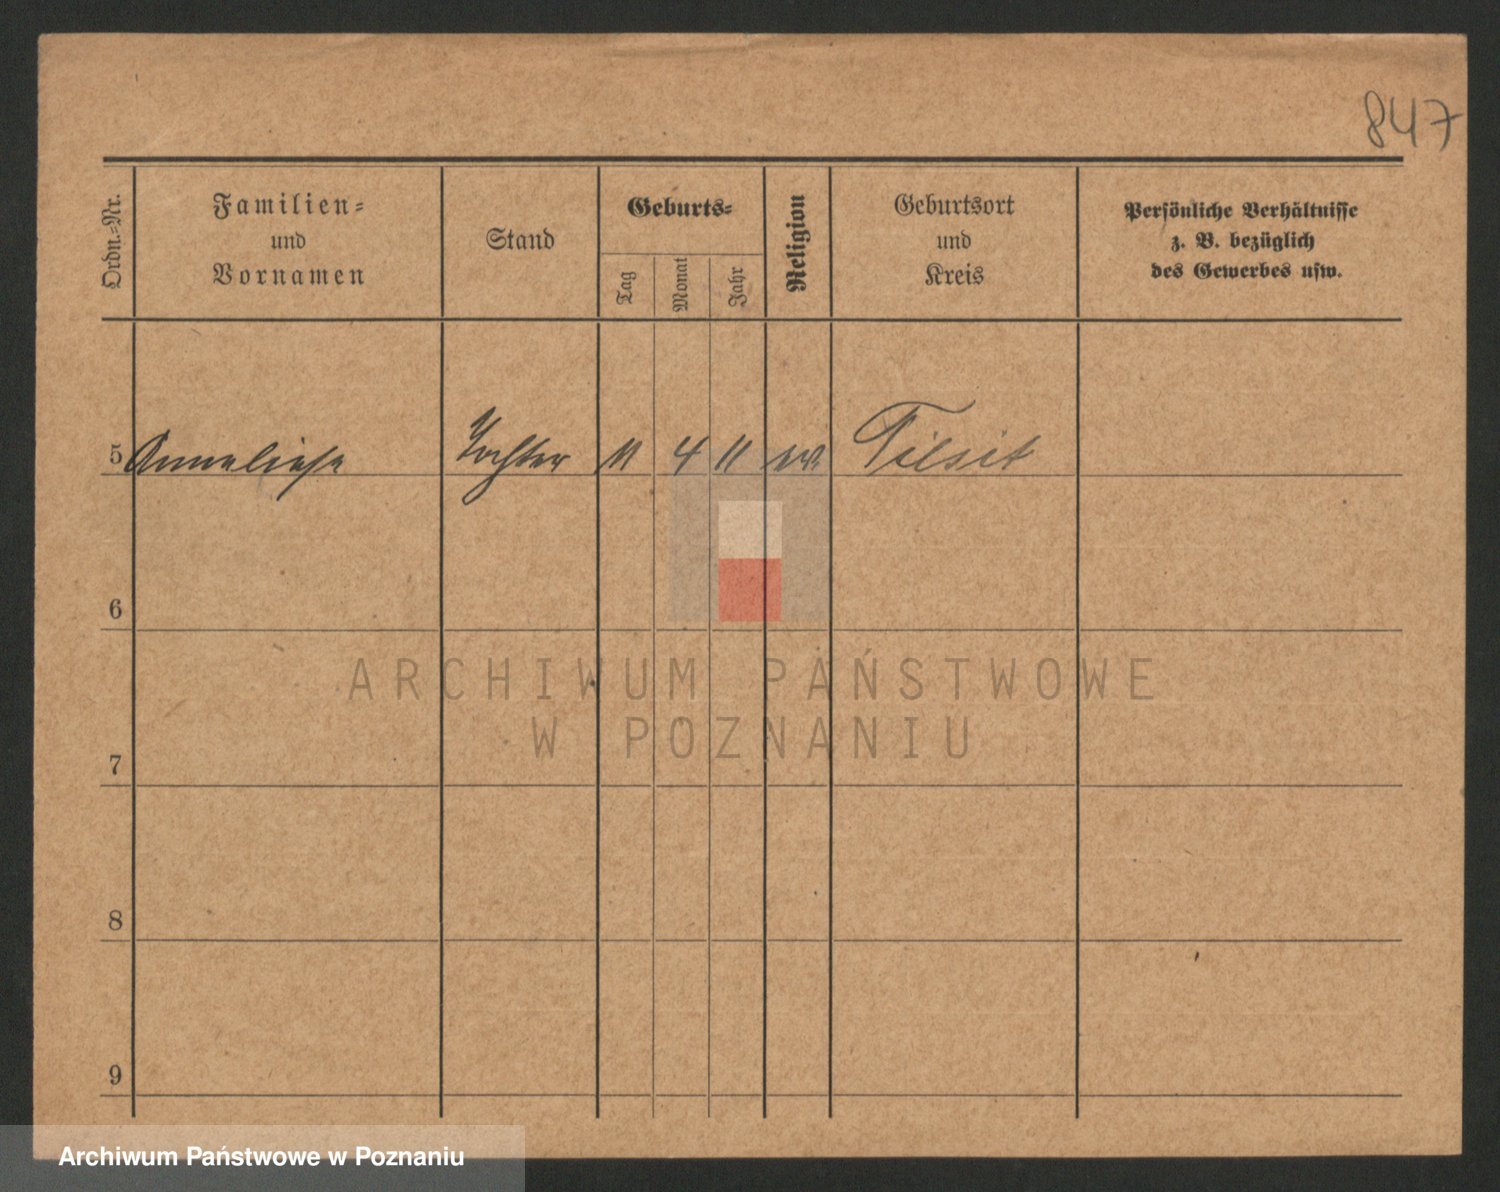 847
Ordn.-Nr.
Familien-
und
Vornamen
Stand
Geburts-
Tag
Monat
Jahr
Religion
Geburtsort
und
Kreis
Persönliche Verhältnisse
z. B. bezüglich
des Gewerbes usw.
5 Anneliese Tochter 11 4 11 ev. Tilsit
6
ARCHIWUM PAŃSTWOWE
W POZNANIU
7
8
9
Archiwum Państwowe w Poznaniu